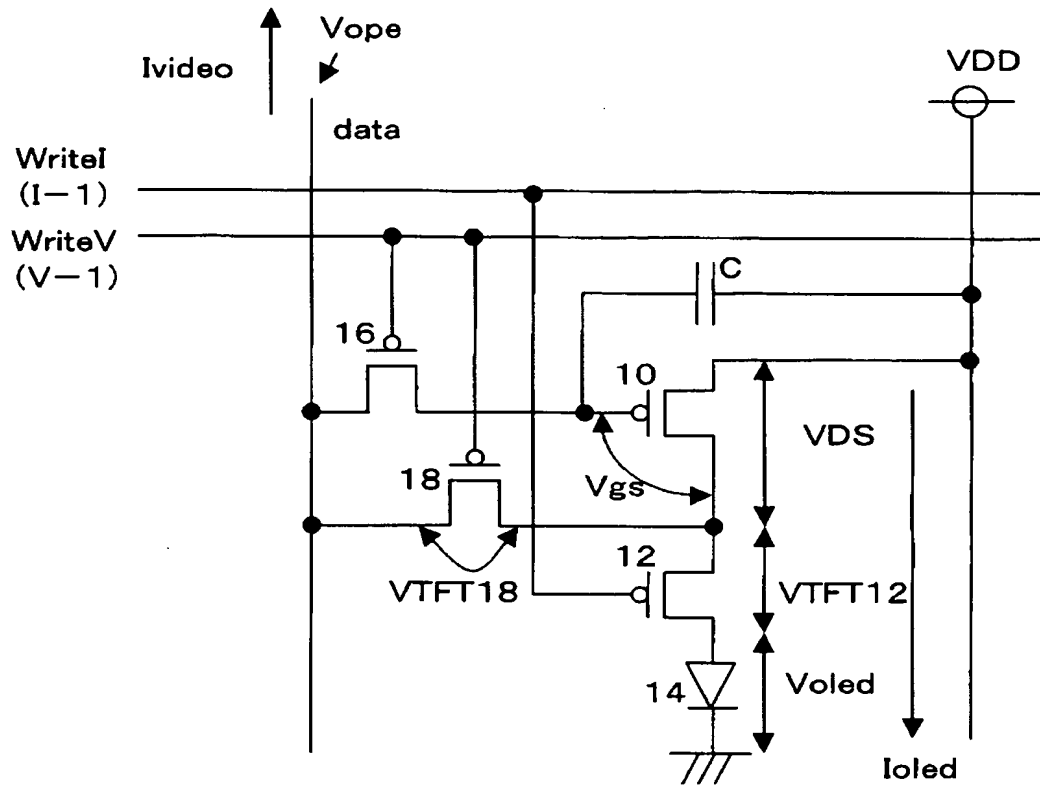 Vope
Ivideo
VDD
data
WriteI
(I−1)
WriteV
(V−1)
C
16
10
VDS
18
Vgs
12
VTFT18
VTFT12
14
Voled
Ioled